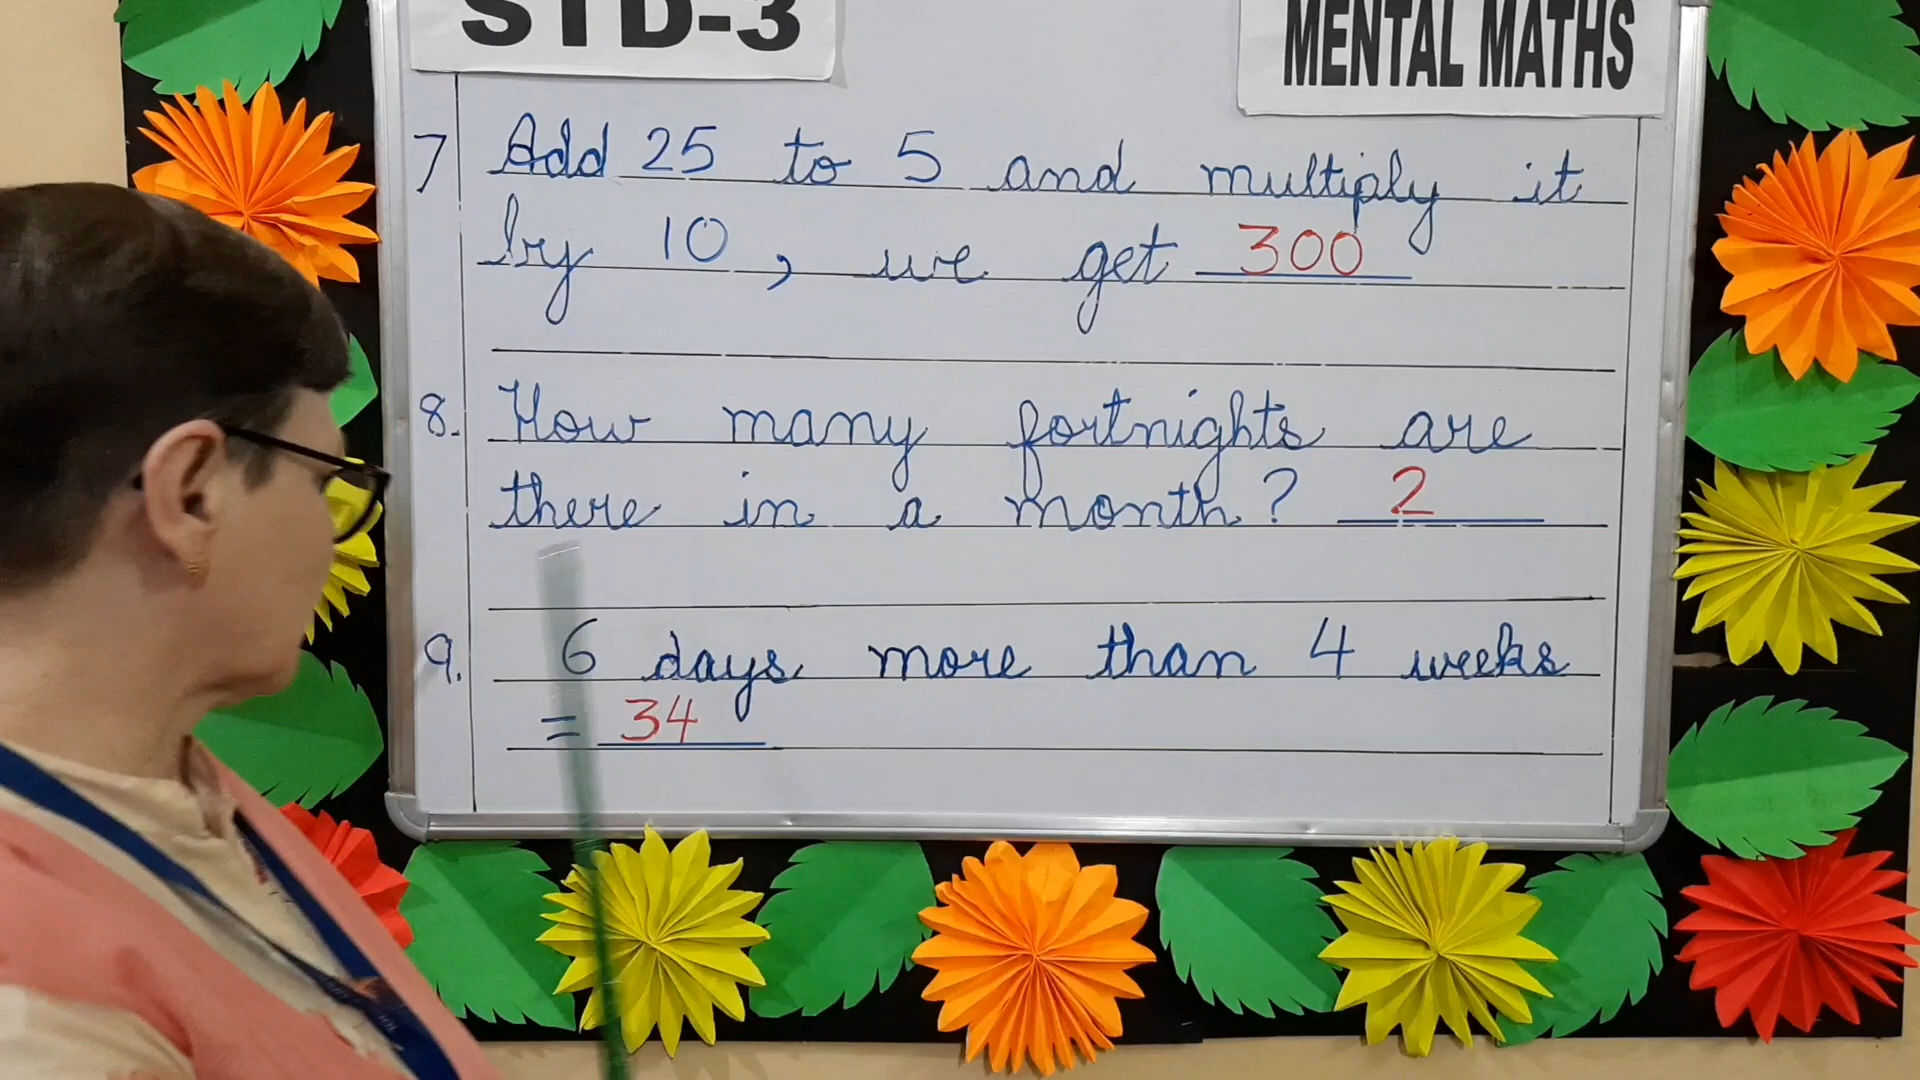 STD-3
MENTAL MATHS
7 Add 25 to 5 and multiply it
by 10, we get 300
8. How many fortnights are
there in a month? 2
9. 6 days more than 4 weeks
= 34